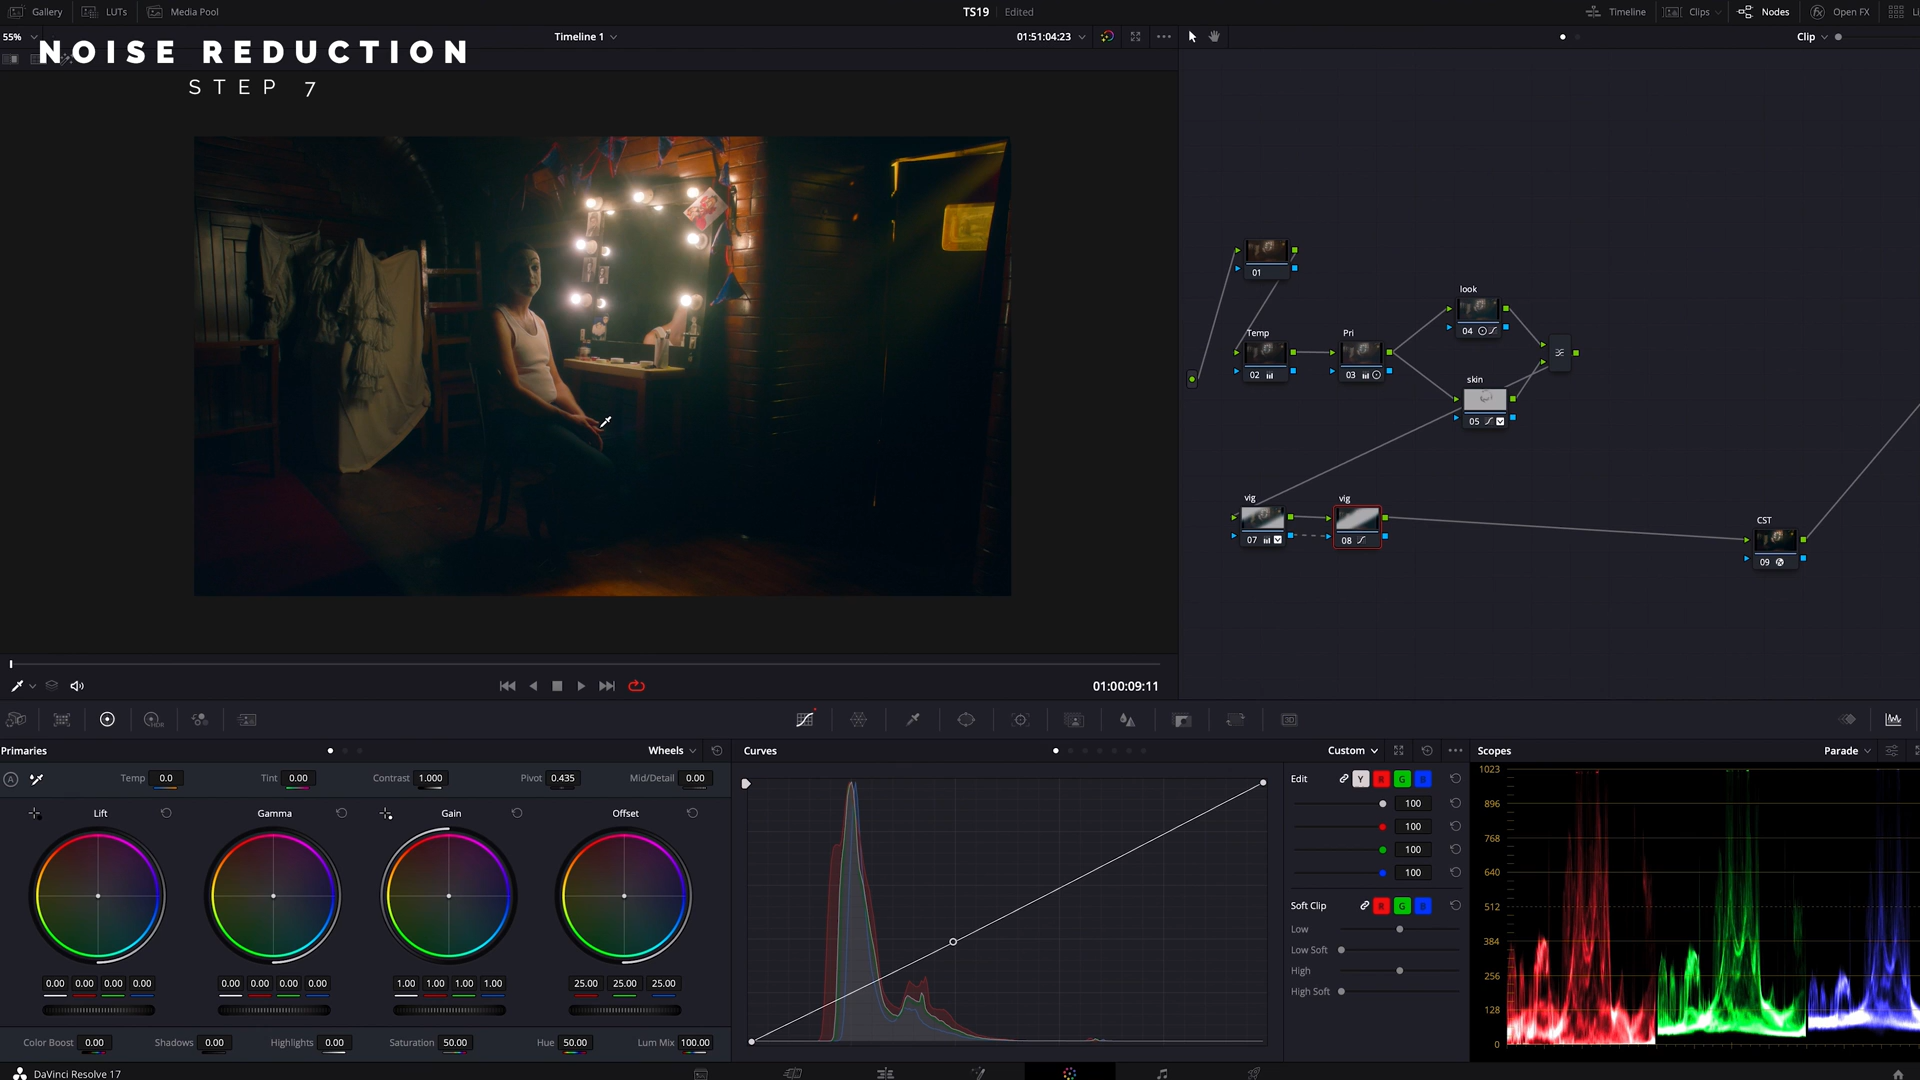 Gallery LUTs Media Pool TS19 Edited Timeline Clips Nodes Open FX Li
55% Timeline 1 01:51:04:23 Clip
NOISE REDUCTION
STEP 7
01
look
04
Temp
02
Pri
03
skin
05
vig
07
vig
08
CST
09
01:00:09:11
HDR
3D
Primaries Wheels
A Temp 0.0 Tint 0.00 Contrast 1.000 Pivot 0.435 Mid/Detail 0.00
Lift Gamma Gain Offset
0.00 0.00 0.00 0.00 0.00 0.00 0.00 0.00 1.00 1.00 1.00 1.00 25.00 25.00 25.00
Color Boost 0.00 Shadows 0.00 Highlights 0.00 Saturation 50.00 Hue 50.00 Lum Mix 100.00
Curves Custom
Edit Y R G B
100
100
100
100
Soft Clip R G B
Low
Low Soft
High
High Soft
Scopes Parade
1023
896
768
640
512
384
256
128
0
DaVinci Resolve 17